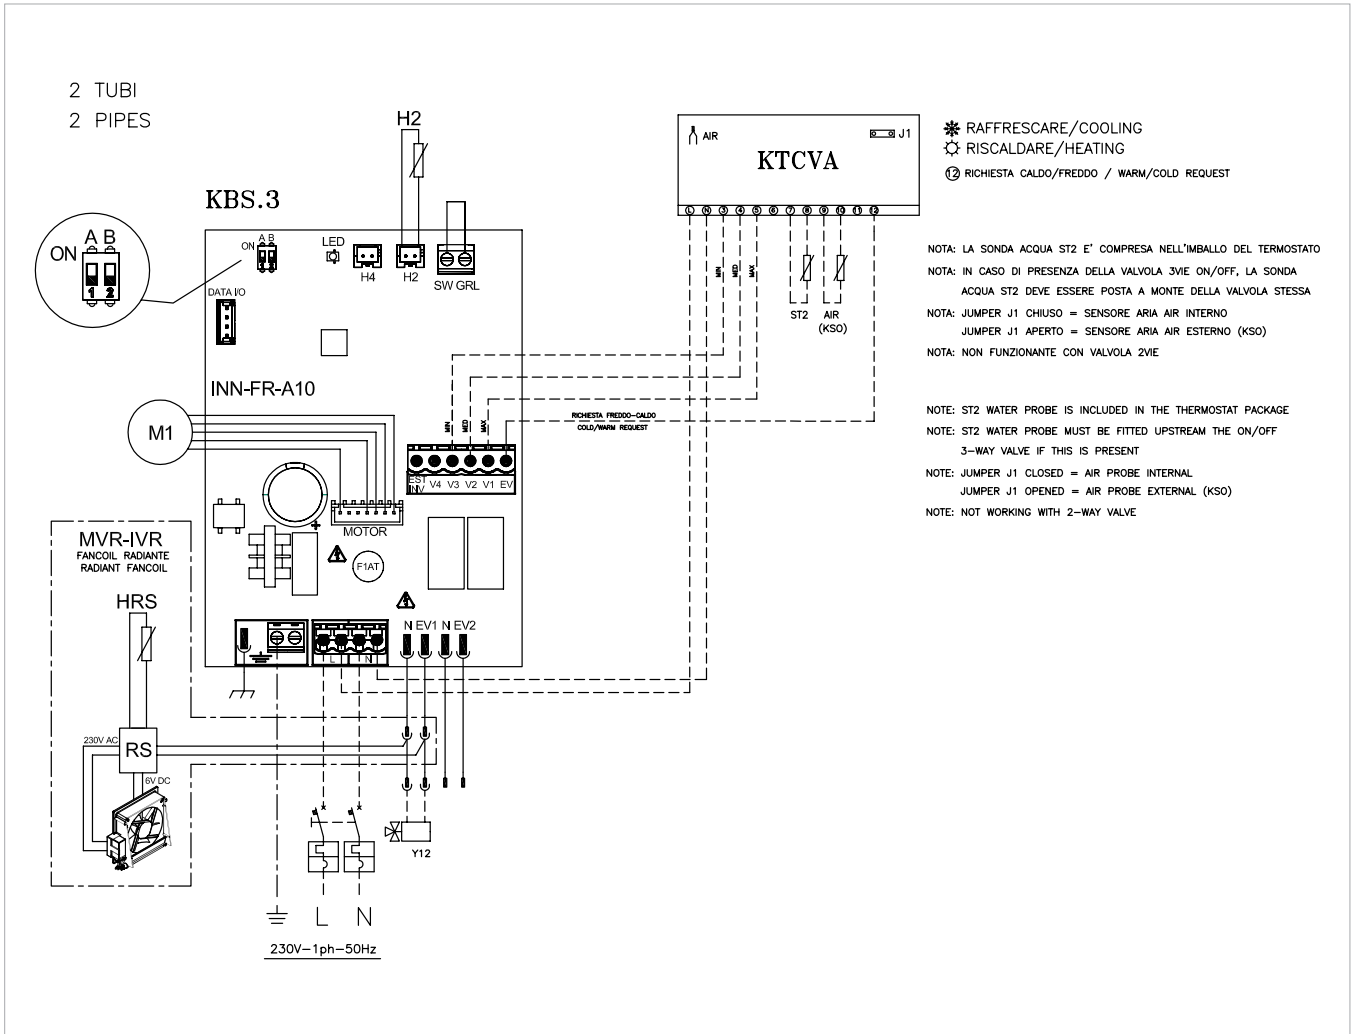 2 TUBI
2 PIPES
H2
KBS.3
ON
A B
1 2
A B
ON
LED
H4
H2
SW GRL
DATA I/O
INN-FR-A10
M1
MOTOR
+
F1AT
EST INV V4 V3 V2 V1 EV
MIN
MED
MAX
N EV1 N EV2
L
N
MVR-IVR
FANCOIL RADIANTE
RADIANT FANCOIL
HRS
230V AC
RS
6V DC
Y12
L N
230V-1ph-50Hz
AIR
J1
KTCVA
L N 3 4 5 6 7 8 9 10 11 12
MIN
MED
MAX
ST2
AIR
(KSO)
RICHIESTA FREDDO-CALDO
COLD/WARM REQUEST
RAFFRESCARE/COOLING
RISCALDARE/HEATING
12 RICHIESTA CALDO/FREDDO / WARM/COLD REQUEST
NOTA: LA SONDA ACQUA ST2 E' COMPRESA NELL'IMBALLO DEL TERMOSTATO
NOTA: IN CASO DI PRESENZA DELLA VALVOLA 3VIE ON/OFF, LA SONDA
ACQUA ST2 DEVE ESSERE POSTA A MONTE DELLA VALVOLA STESSA
NOTA: JUMPER J1 CHIUSO = SENSORE ARIA AIR INTERNO
JUMPER J1 APERTO = SENSORE ARIA AIR ESTERNO (KSO)
NOTA: NON FUNZIONANTE CON VALVOLA 2VIE
NOTE: ST2 WATER PROBE IS INCLUDED IN THE THERMOSTAT PACKAGE
NOTE: ST2 WATER PROBE MUST BE FITTED UPSTREAM THE ON/OFF
3-WAY VALVE IF THIS IS PRESENT
NOTE: JUMPER J1 CLOSED = AIR PROBE INTERNAL
JUMPER J1 OPENED = AIR PROBE EXTERNAL (KSO)
NOTE: NOT WORKING WITH 2-WAY VALVE